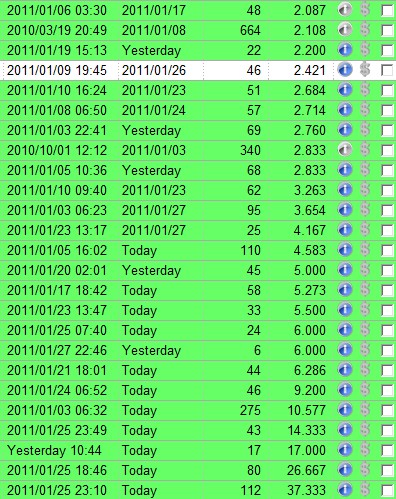 2011/01/06 03:30 2011/01/17 48 2.087
2010/03/19 20:49 2011/01/08 664 2.108
2011/01/19 15:13 Yesterday 22 2.200
2011/01/09 19:45 2011/01/26 46 2.421
2011/01/10 16:24 2011/01/23 51 2.684
2011/01/08 06:50 2011/01/24 57 2.714
2011/01/03 22:41 Yesterday 69 2.760
2010/10/01 12:12 2011/01/03 340 2.833
2011/01/05 10:36 Yesterday 68 2.833
2011/01/10 09:40 2011/01/23 62 3.263
2011/01/03 06:23 2011/01/27 95 3.654
2011/01/23 13:17 2011/01/27 25 4.167
2011/01/05 16:02 Today 110 4.583
2011/01/20 02:01 Yesterday 45 5.000
2011/01/17 18:42 Today 58 5.273
2011/01/23 13:47 Today 33 5.500
2011/01/25 07:40 Today 24 6.000
2011/01/27 22:46 Yesterday 6 6.000
2011/01/21 18:01 Today 44 6.286
2011/01/24 06:52 Today 46 9.200
2011/01/03 06:32 Today 275 10.577
2011/01/25 23:49 Today 43 14.333
Yesterday 10:44 Today 17 17.000
2011/01/25 18:46 Today 80 26.667
2011/01/25 23:10 Today 112 37.333